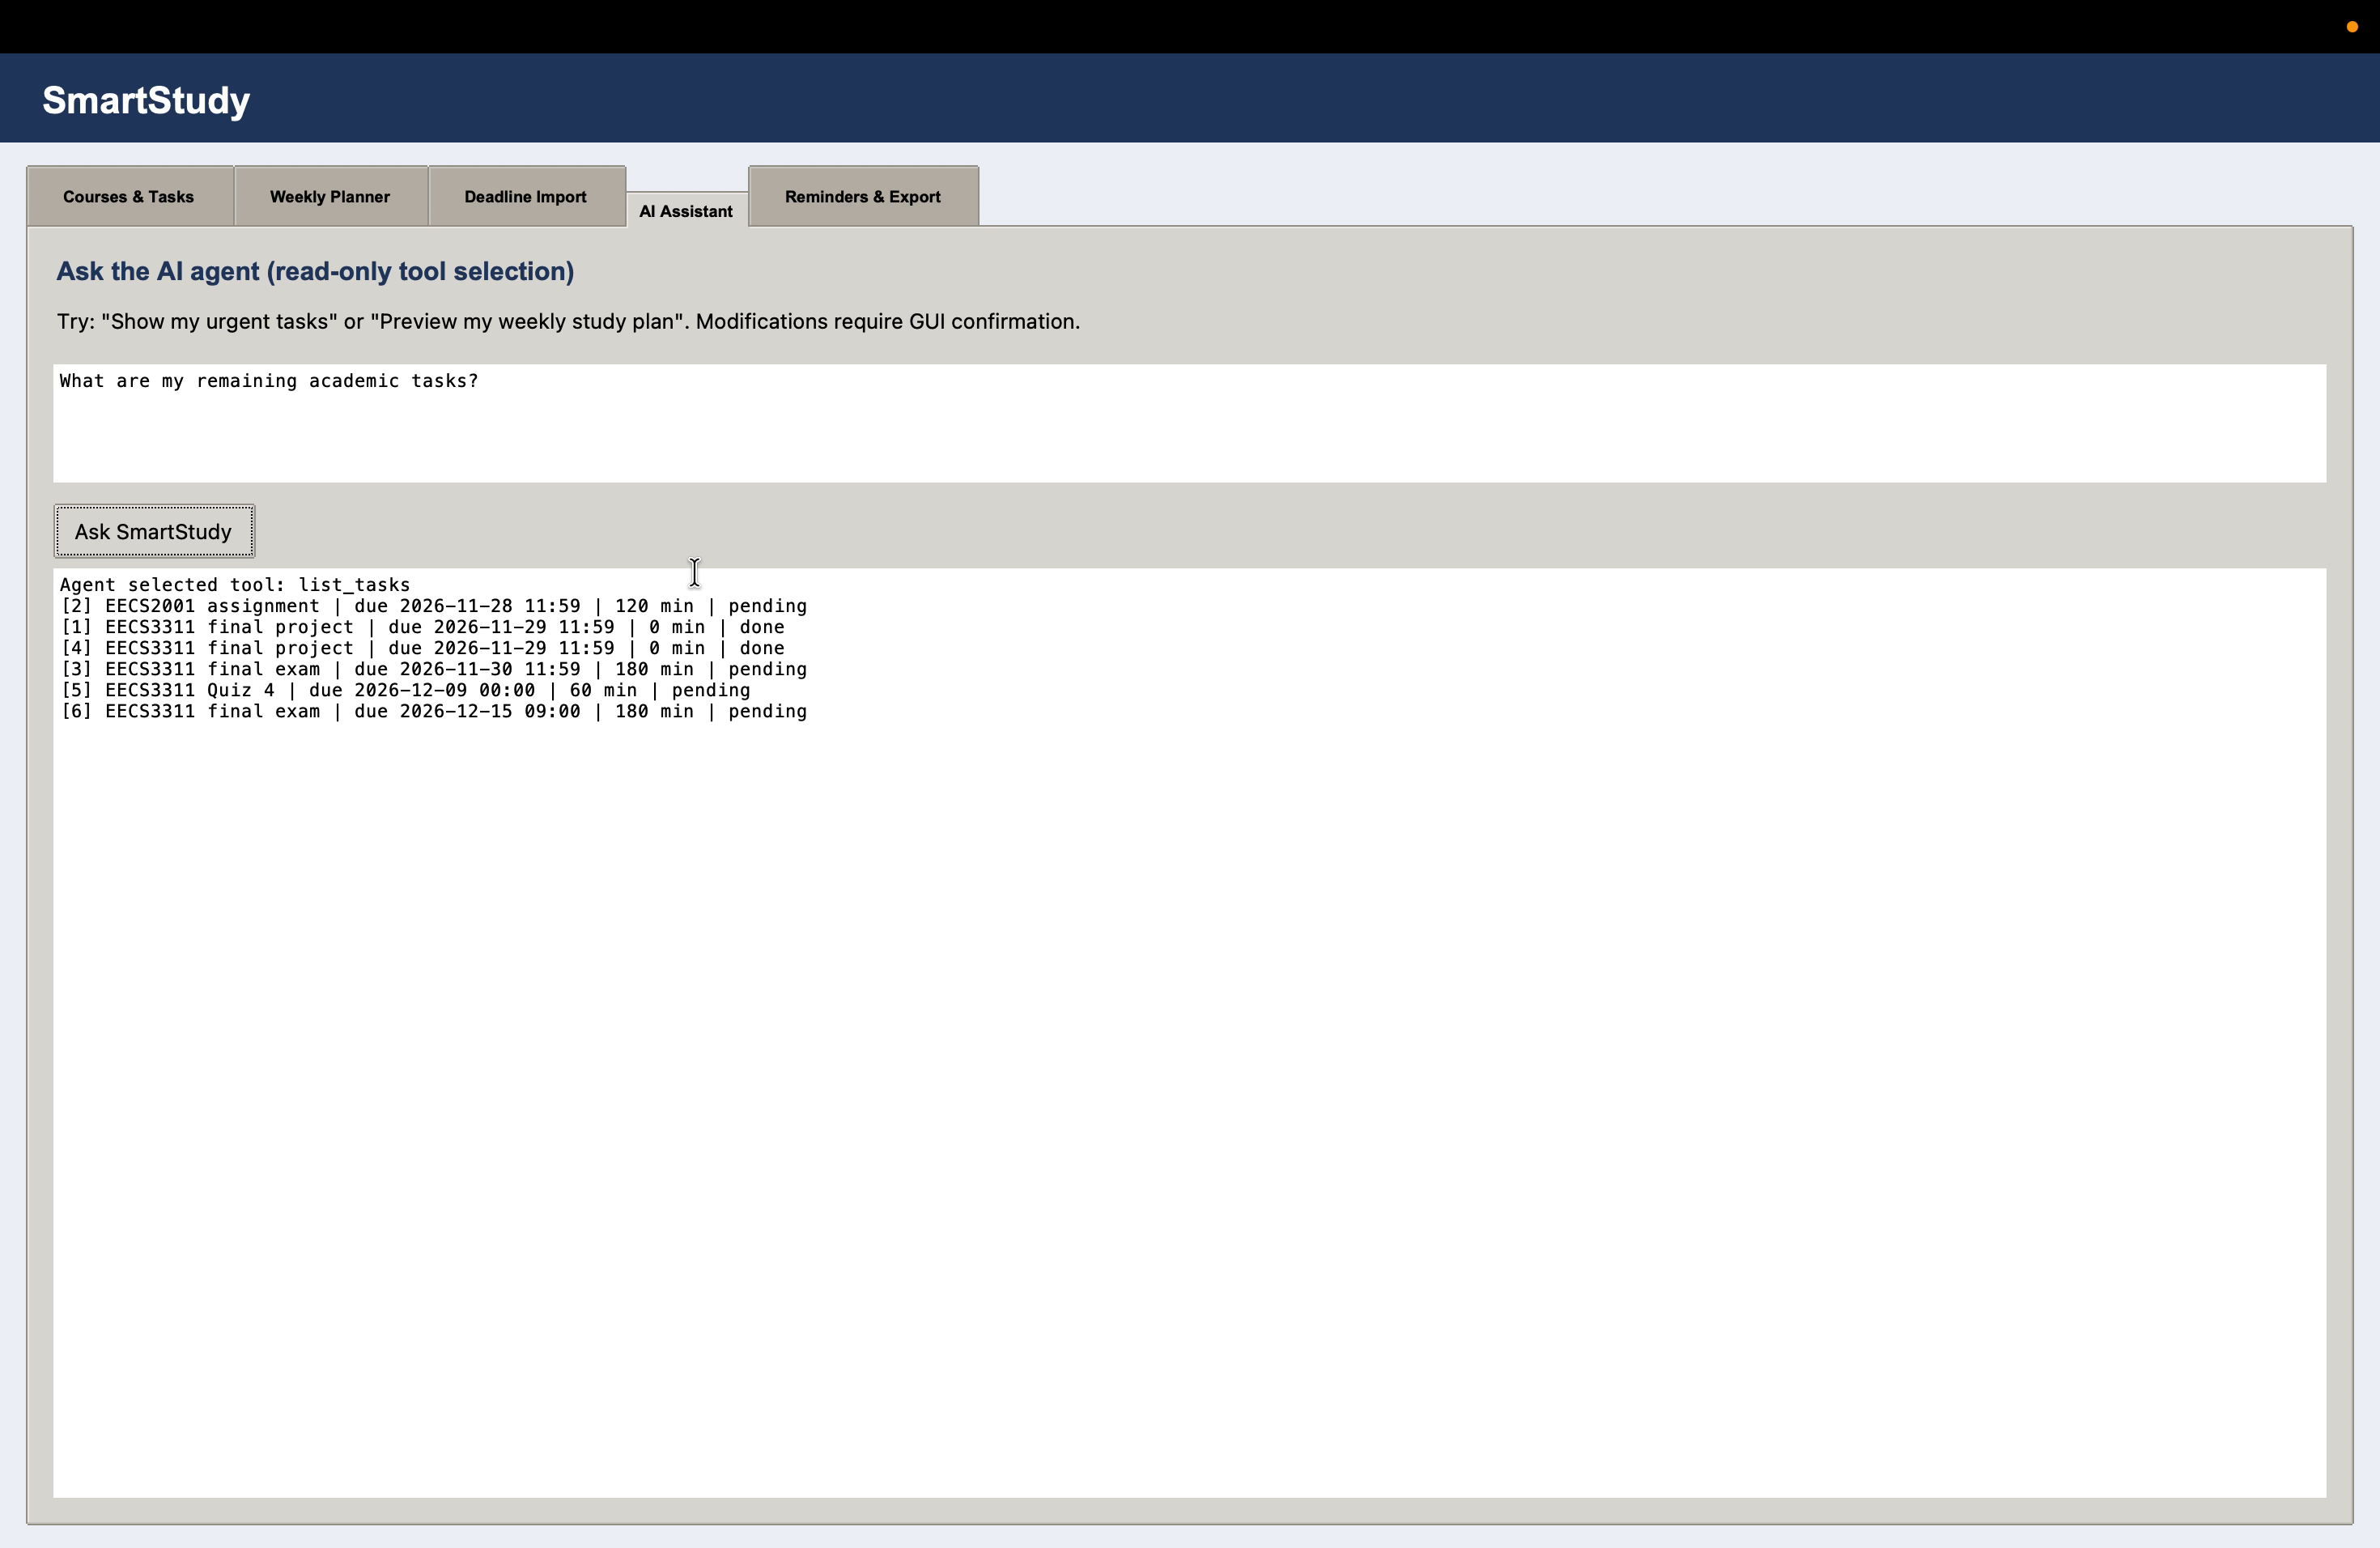 SmartStudy
Courses & Tasks
Weekly Planner
Deadline Import
AI Assistant
Reminders & Export
Ask the AI agent (read-only tool selection)
Try: "Show my urgent tasks" or "Preview my weekly study plan". Modifications require GUI confirmation.
What are my remaining academic tasks?
Ask SmartStudy
Agent selected tool: list_tasks
[2] EECS2001 assignment | due 2026-11-28 11:59 | 120 min | pending
[1] EECS3311 final project | due 2026-11-29 11:59 | 0 min | done
[4] EECS3311 final project | due 2026-11-29 11:59 | 0 min | done
[3] EECS3311 final exam | due 2026-11-30 11:59 | 180 min | pending
[5] EECS3311 Quiz 4 | due 2026-12-09 00:00 | 60 min | pending
[6] EECS3311 final exam | due 2026-12-15 09:00 | 180 min | pending